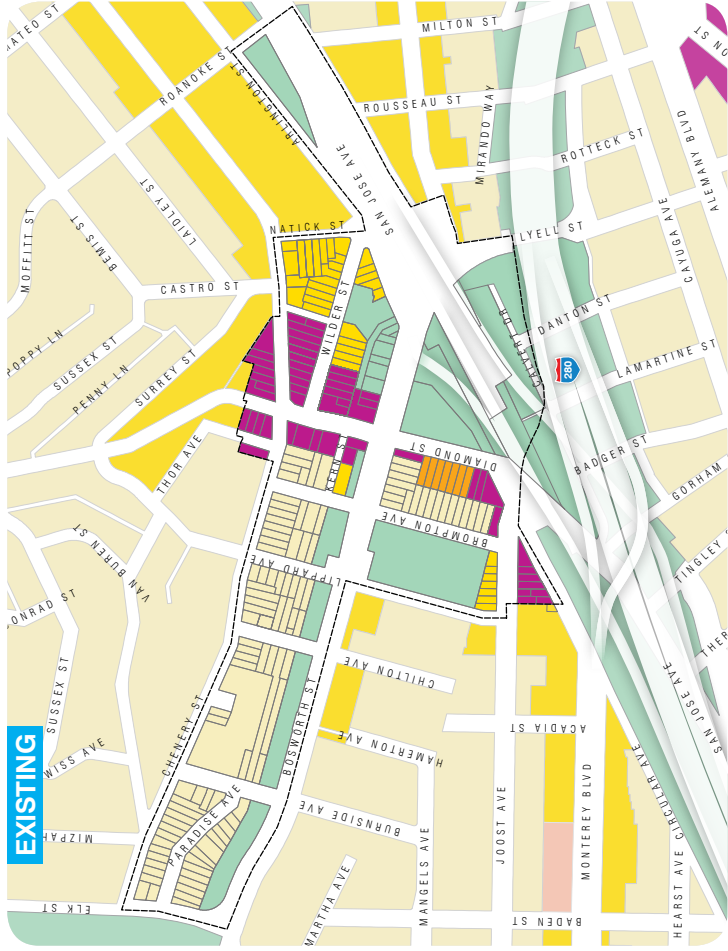 MATEO ST
MILTON ST
ROANOKE ST
ARLINGTON ST
ROUSSEAU ST
MIRANDO WAY
ROTTECK ST
ALEMANY BLVD
ON ST
SAN JOSE AVE
LAIDLEY ST
BEMIS ST
MOFFITT ST
NATICK ST
LYELL ST
CAYUGA AVE
CASTRO ST
WILDER ST
DANTON ST
CALVERT DR
280
LAMARTINE ST
POPPY LN
SUSSEX ST
PENNY LN
SURREY ST
THOR AVE
KERN ST
DIAMOND ST
BADGER ST
GORHAM
BROMPTON AVE
LIPPARD AVE
VAN BUREN ST
CONRAD ST
TINGLEY S
THER
SUSSEX ST
CHENERY ST
BOSWORTH ST
CHILTON AVE
HAMERTON AVE
ACADIA ST
SAN JOSE AVE
CIRCULAR AVE
WISS AVE
EXISTING
PARADISE AVE
BURNSIDE AVE
JOOST AVE
MONTEREY BLVD
MIZPAH
MANGELS AVE
MARTHA AVE
HEARST AVE
BADEN ST
ELK ST